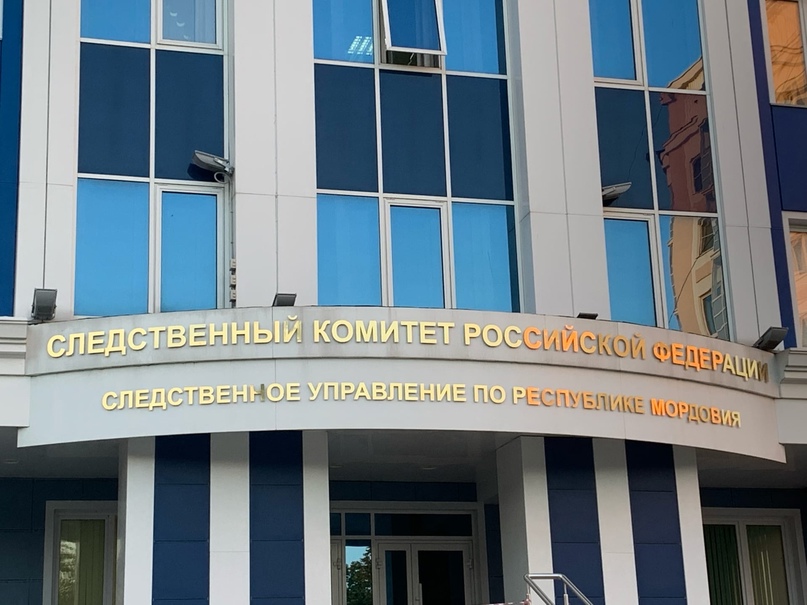 СЛЕДСТВЕННЫЙ КОМИТЕТ РОССИЙСКОЙ ФЕДЕРАЦИИ
СЛЕДСТВЕННОЕ УПРАВЛЕНИЕ ПО РЕСПУБЛИКЕ МОРДОВИЯ